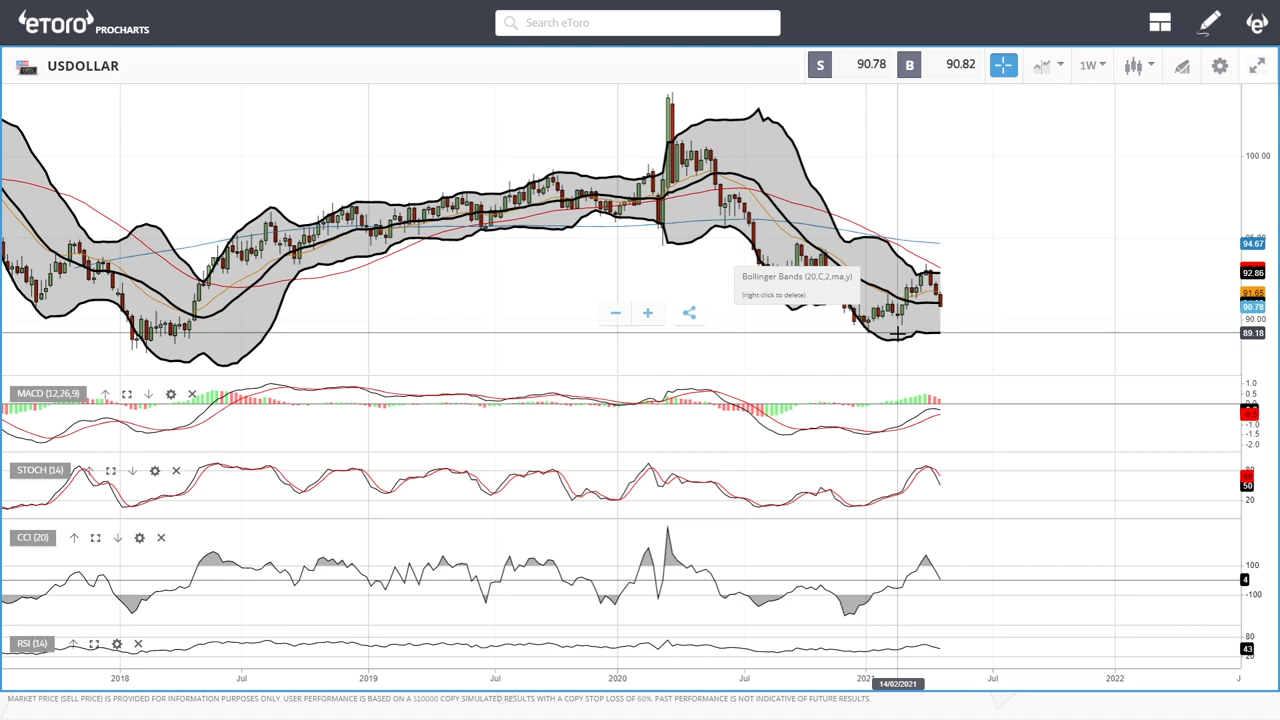 eToro PROCHARTS
Search eToro
USDOLLAR
S 90.78 B 90.82
1W
100.00
95.00
94.67
92.86
91.65
90.78
90.00
89.18
Bollinger Bands (20,C,2,ma,y)
(right click to delete)
MACD (12,26,9)
1.0
0.5
0.0
-1.0
-1.5
-2.0
STOCH (14)
80
50
20
CCI (20)
100
4
-100
RSI (14)
80
43
20
2018 Jul 2019 Jul 2020 Jul 2021 Jul 2022 J
14/02/2021
MARKET PRICE (SELL PRICE) IS PROVIDED FOR INFORMATION PURPOSES ONLY. USER PERFORMANCE IS BASED ON A $10000 COPY SIMULATED RESULTS WITH A COPY STOP LOSS OF 60%. PAST PERFORMANCE IS NOT INDICATIVE OF FUTURE RESULTS.